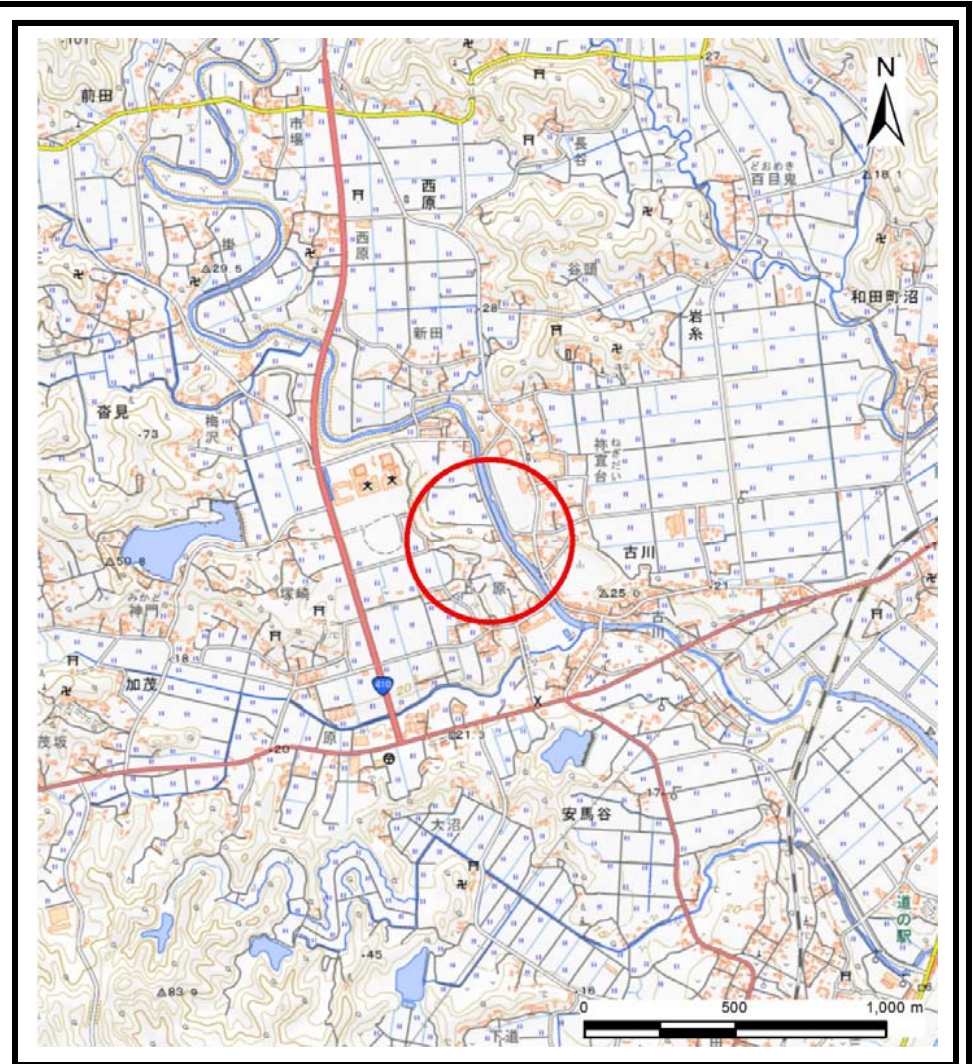 101
27
N
前田
市場
長谷
どおめき
百目鬼
18.1
西原
西原
掛
29.5
谷頭
和田町沼
28
岩糸
新田
沓見
73
梅沢
ねぎだい
祢宜台
50.8
古川
上ノ原
25.0
21
塚崎
みかど
神門
古川
18
加茂
410
20
原
21.3
20
茂坂
17
安馬谷
大沼
道の駅
45
83.9
16
下道
0 500 1,000 m